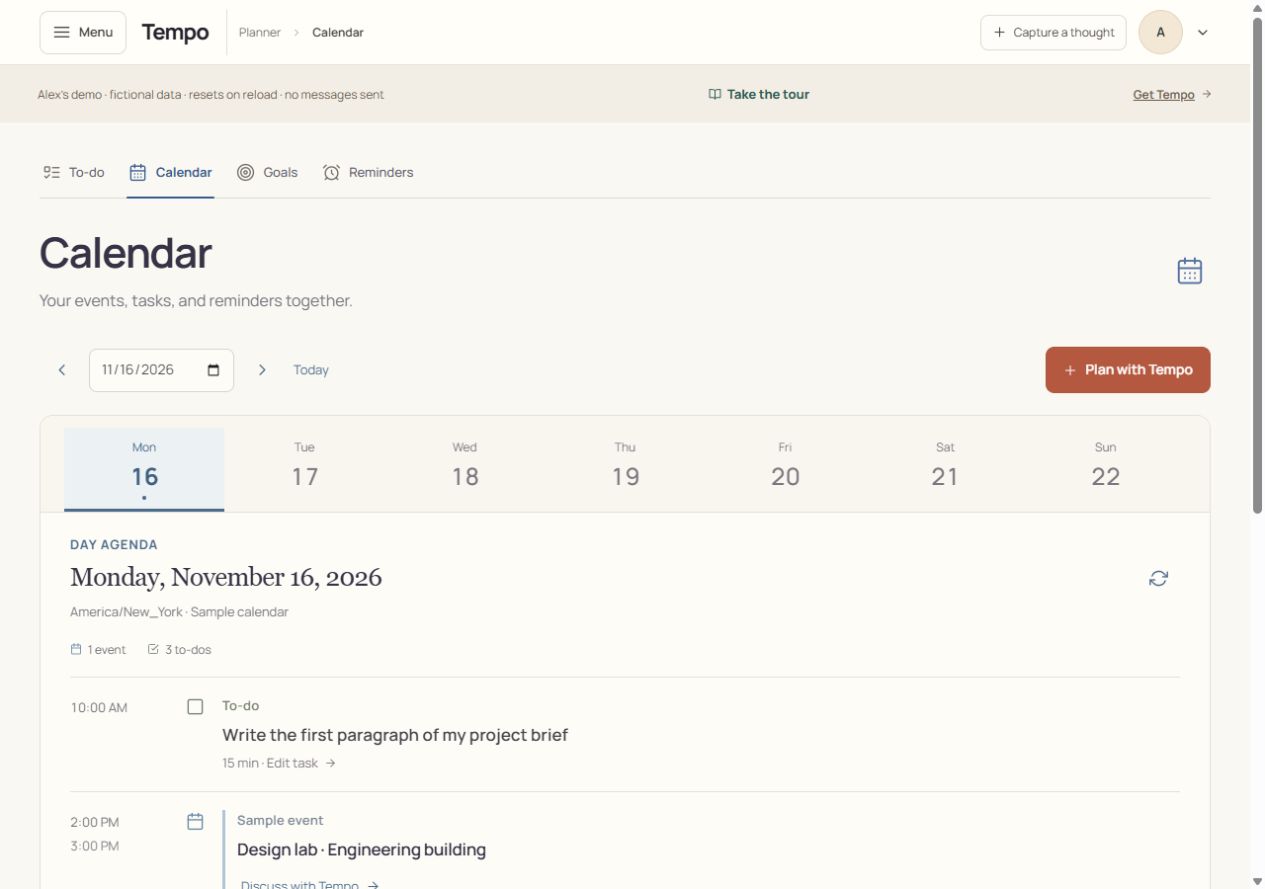 Menu
Tempo
Planner > Calendar
+ Capture a thought
A
Alex's demo · fictional data · resets on reload · no messages sent
Take the tour
Get Tempo →
To-do
Calendar
Goals
Reminders
Calendar
Your events, tasks, and reminders together.
11/16/2026
Today
+ Plan with Tempo
Mon
16
Tue
17
Wed
18
Thu
19
Fri
20
Sat
21
Sun
22
DAY AGENDA
Monday, November 16, 2026
America/New_York · Sample calendar
1 event
3 to-dos
10:00 AM
To-do
Write the first paragraph of my project brief
15 min · Edit task →
2:00 PM
3:00 PM
Sample event
Design lab · Engineering building
Discuss with Tempo →